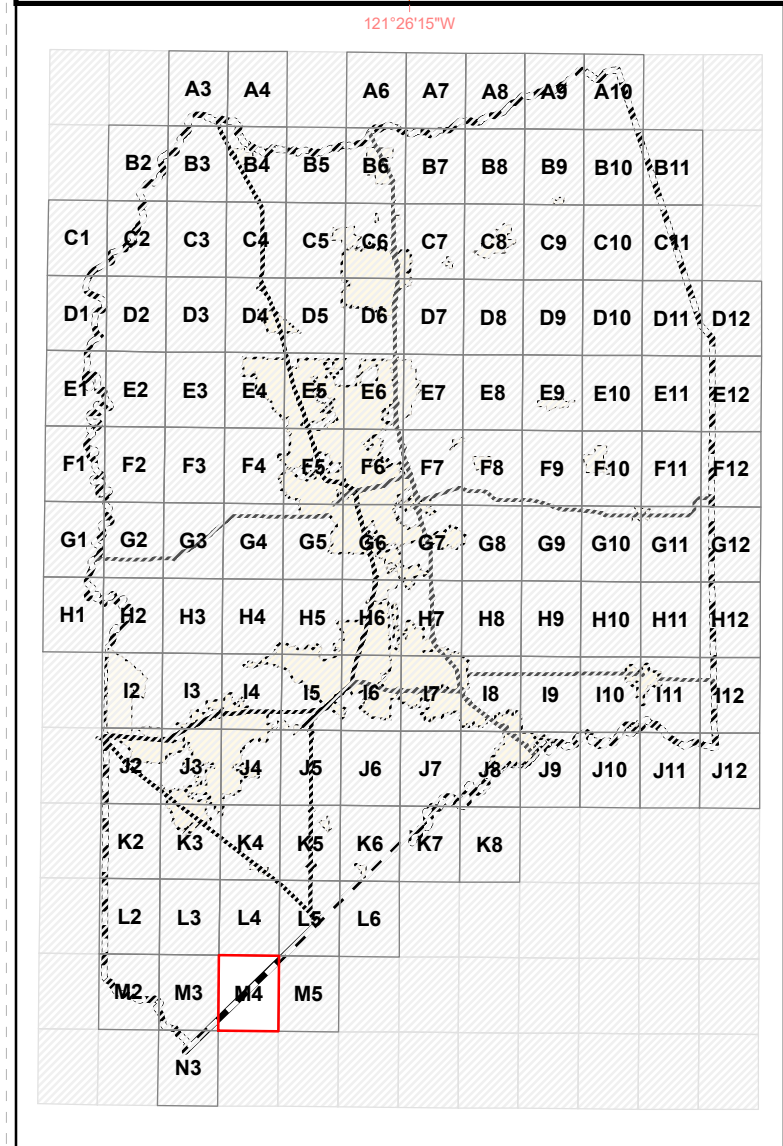 121°26'15"W
A3 A4 A6 A7 A8 A9 A10
B2 B3 B4 B5 B6 B7 B8 B9 B10 B11
C1 C2 C3 C4 C5 C6 C7 C8 C9 C10 C11
D1 D2 D3 D4 D5 D6 D7 D8 D9 D10 D11 D12
E1 E2 E3 E4 E5 E6 E7 E8 E9 E10 E11 E12
F1 F2 F3 F4 F5 F6 F7 F8 F9 F10 F11 F12
G1 G2 G3 G4 G5 G6 G7 G8 G9 G10 G11 G12
H1 H2 H3 H4 H5 H6 H7 H8 H9 H10 H11 H12
I2 I3 I4 I5 I6 I7 I8 I9 I10 I11 I12
J2 J3 J4 J5 J6 J7 J8 J9 J10 J11 J12
K2 K3 K4 K5 K6 K7 K8
L2 L3 L4 L5 L6
M2 M3 M4 M5
N3